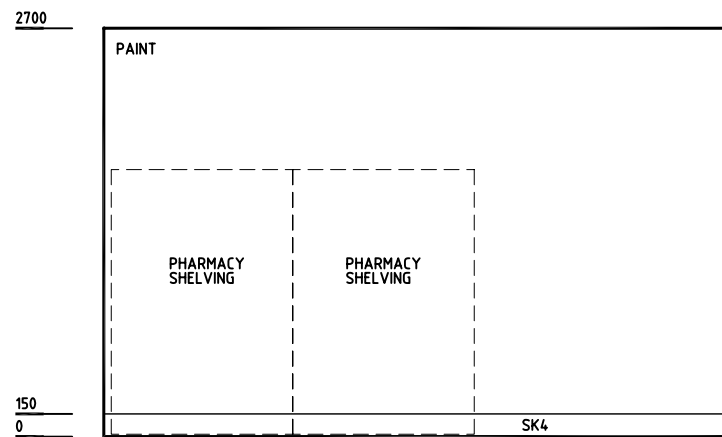 2700
PAINT
PHARMACY
SHELVING
PHARMACY
SHELVING
150
0
SK4